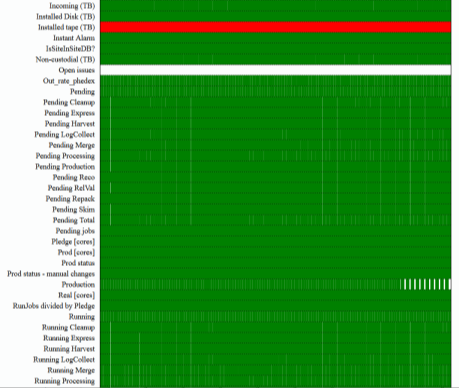 Incoming (TB)
Installed Disk (TB)
Installed tape (TB)
Instant Alarm
IsSiteInSiteDB?
Non-custodial (TB)
Open issues
Out_rate_phedex
Pending
Pending Cleanup
Pending Express
Pending Harvest
Pending LogCollect
Pending Merge
Pending Processing
Pending Production
Pending Reco
Pending RelVal
Pending Repack
Pending Skim
Pending Total
Pending jobs
Pledge [cores]
Prod [cores]
Prod status
Prod status - manual changes
Production
Real [cores]
RunJobs divided by Pledge
Running
Running Cleanup
Running Express
Running Harvest
Running LogCollect
Running Merge
Running Processing